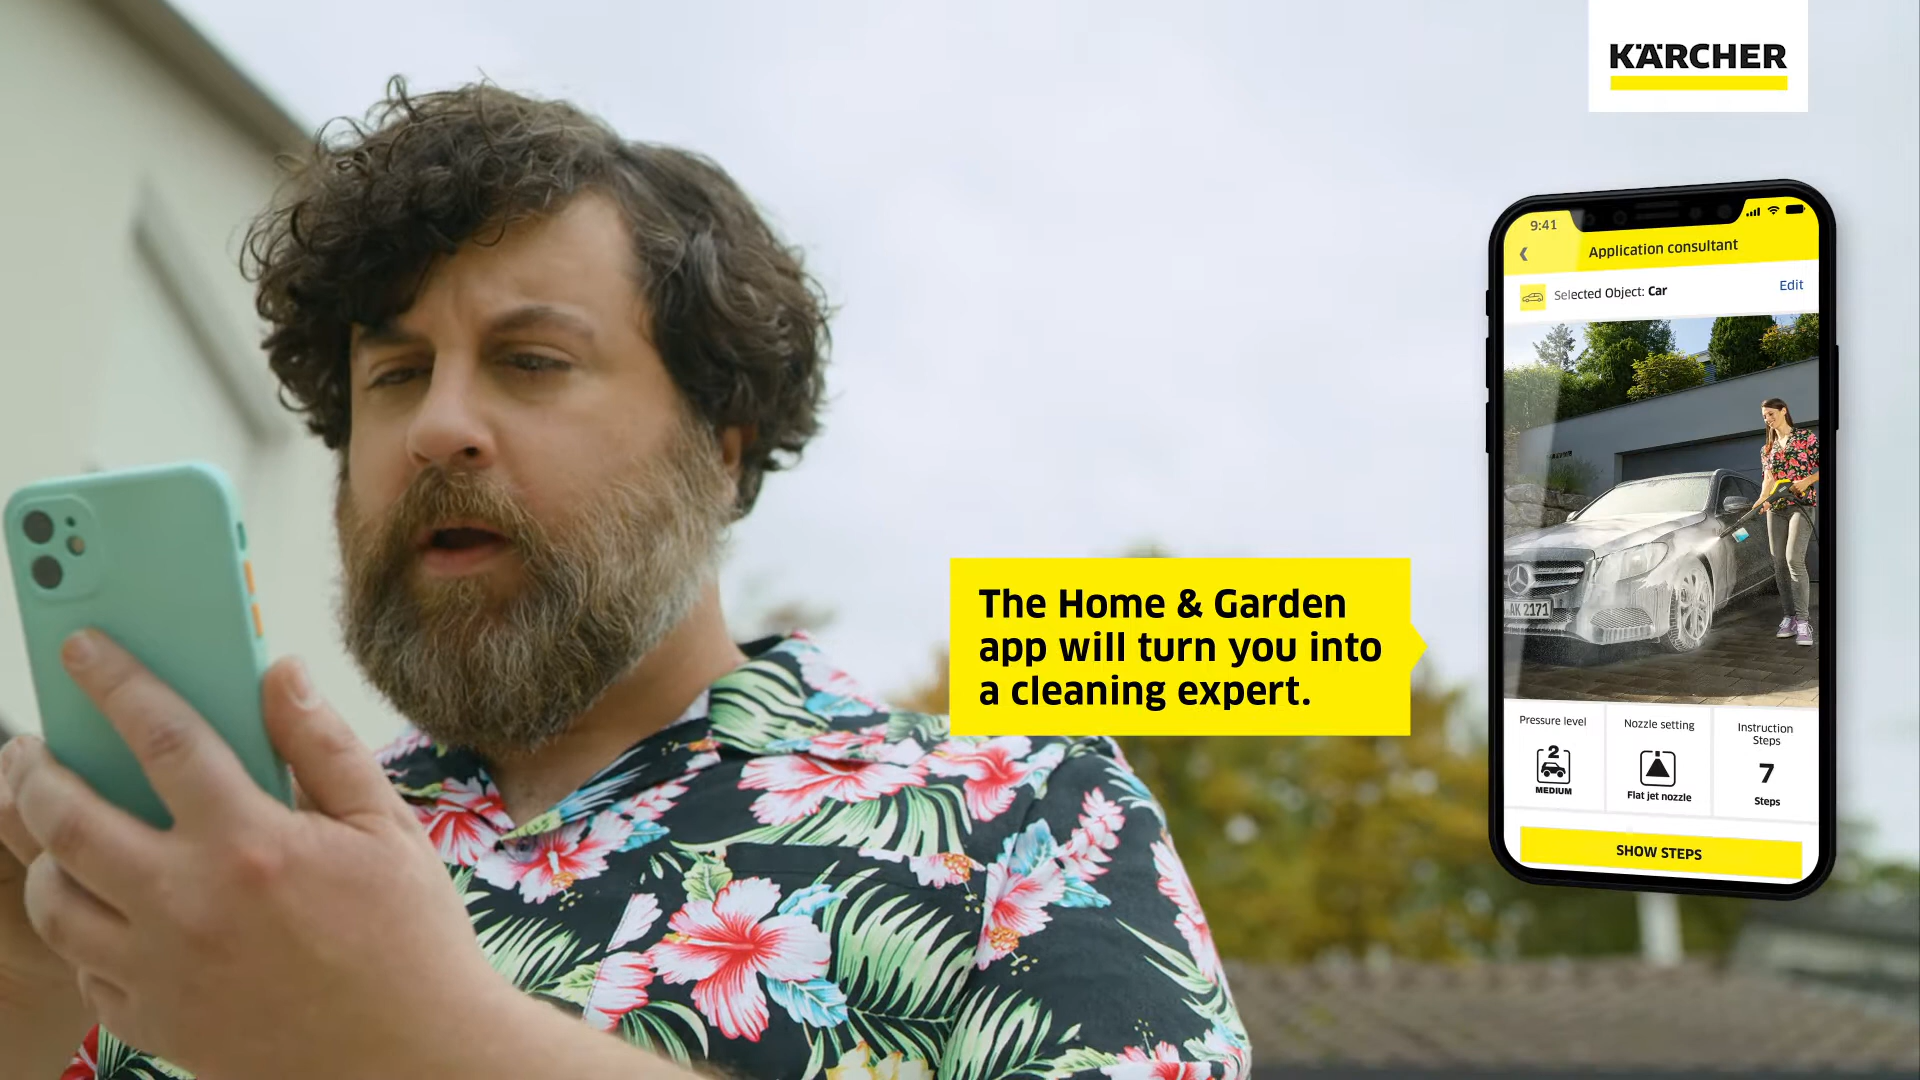 KÄRCHER
9:41
Application consultant
Selected Object: Car
Edit
The Home & Garden
app will turn you into
a cleaning expert.
AK 2171
Pressure level
2
MEDIUM
Nozzle setting
Flat jet nozzle
Instruction
Steps
7
Steps
SHOW STEPS